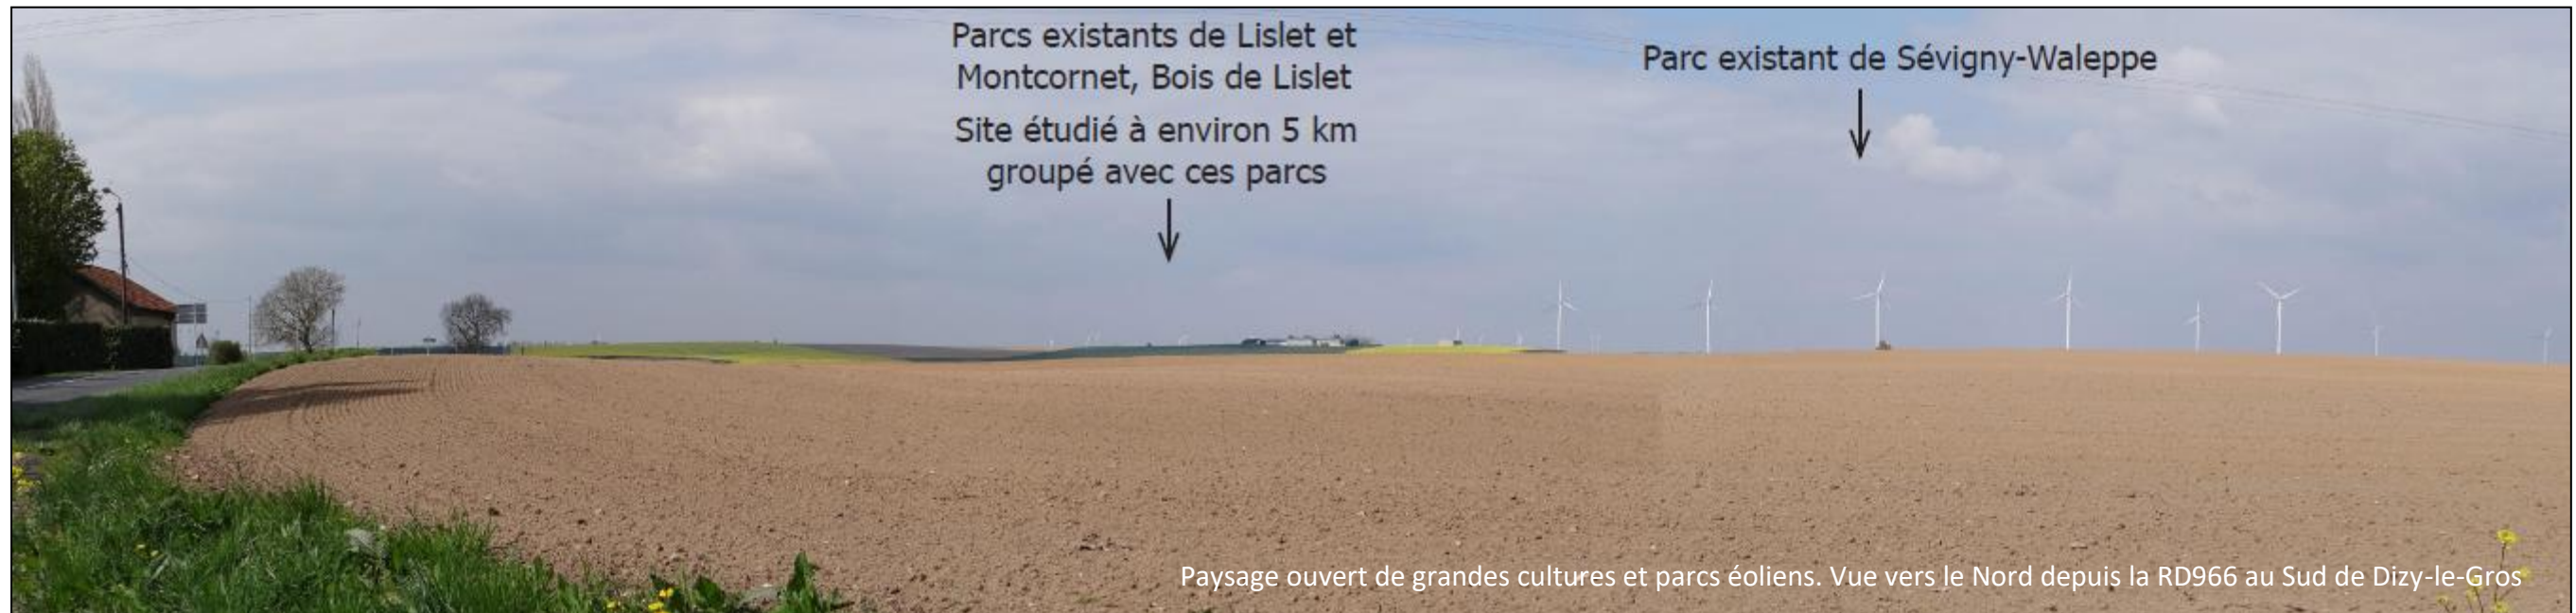 Parcs existants de Lislet et
Montcornet, Bois de Lislet
Site étudié à environ 5 km
groupé avec ces parcs
Parc existant de Sévigny-Waleppe
Paysage ouvert de grandes cultures et parcs éoliens. Vue vers le Nord depuis la RD966 au Sud de Dizy-le-Gros